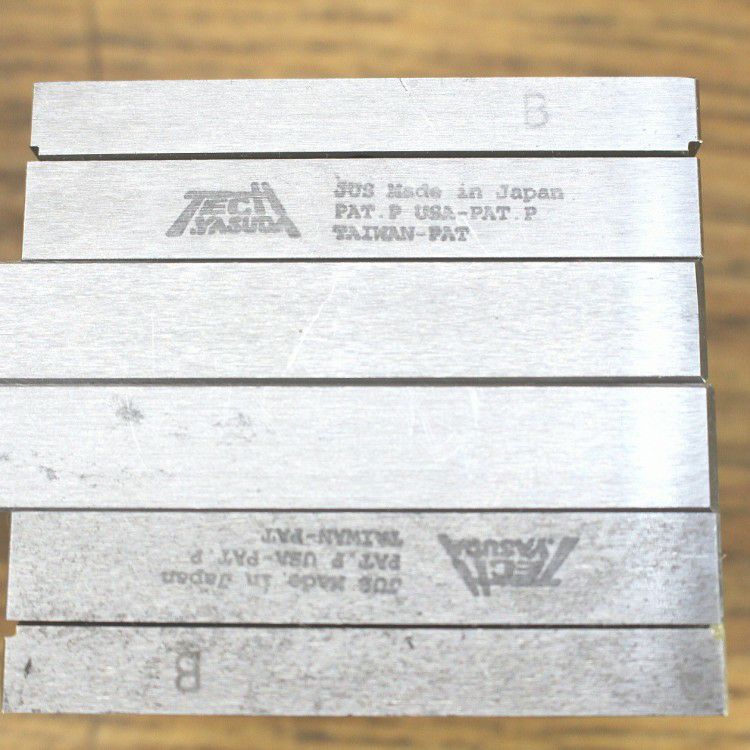 B
TECH
T.YASUDA
JUS Made in Japan
PAT.P USA-PAT.P
TAIWAN-PAT
JUS Made in Japan
PAT.P USA-PAT.P
TAIWAN-PAT
TECH
T.YASUDA
B